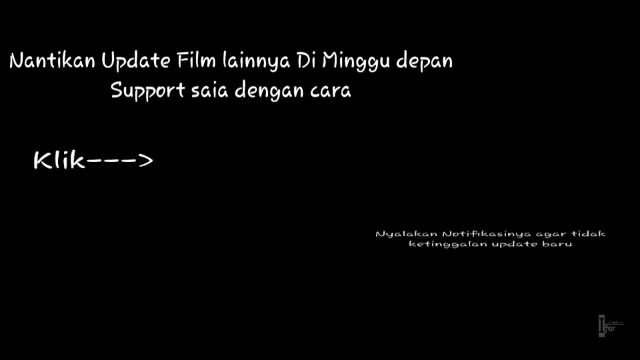 Nantikan Update Film lainnya Di Minggu depan
Support saia dengan cara
Klik--->
Nyalakan Notifikasinya agar tidak
ketinggalan update baru